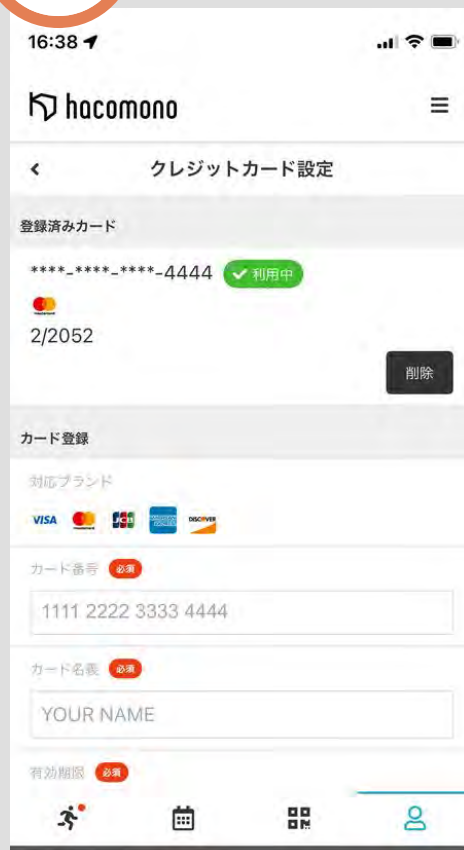 16:38
hacomono
クレジットカード設定
登録済みカード
****-****-****-4444 利用中
2/2052
削除
カード登録
対応ブランド
VISA JCB DISCOVER
カード番号 必須
1111 2222 3333 4444
カード名義 必須
YOUR NAME
有効期限 必須